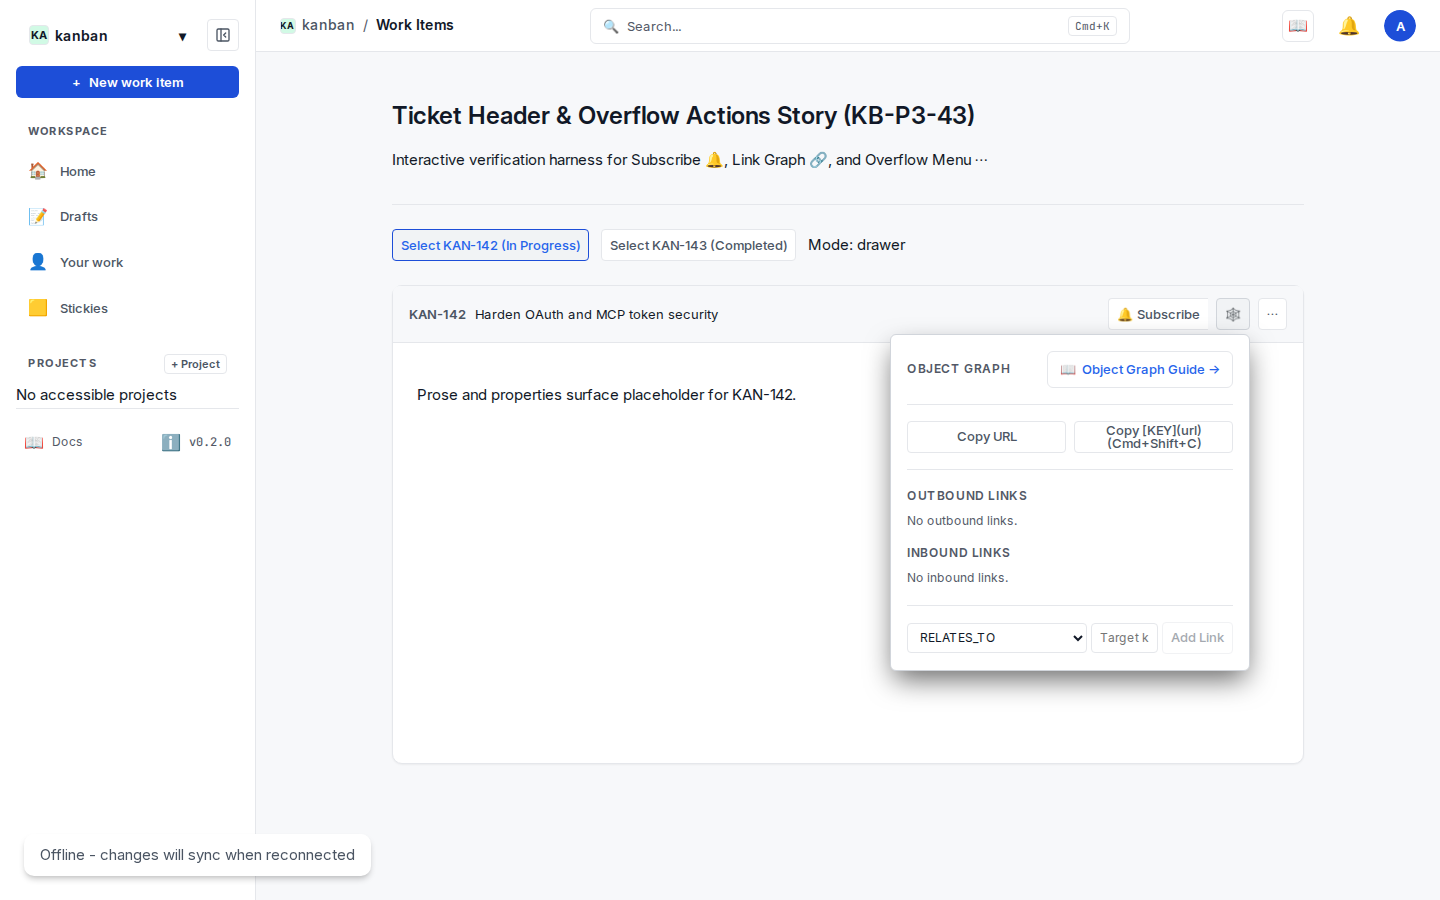 KA kanban ▼
+ New work item
WORKSPACE
Home
Drafts
Your work
Stickies
PROJECTS
+ Project
No accessible projects
Docs
v0.2.0
KA kanban / Work Items
Search...
Cmd+K
A
Ticket Header & Overflow Actions Story (KB-P3-43)
Interactive verification harness for Subscribe 🔔, Link Graph 🔗, and Overflow Menu ···
Select KAN-142 (In Progress)
Select KAN-143 (Completed)
Mode: drawer
KAN-142 Harden OAuth and MCP token security
🔔 Subscribe
···
Prose and properties surface placeholder for KAN-142.
OBJECT GRAPH
📖 Object Graph Guide →
Copy URL
Copy [KEY](url)
(Cmd+Shift+C)
OUTBOUND LINKS
No outbound links.
INBOUND LINKS
No inbound links.
RELATES_TO
Target k
Add Link
Offline - changes will sync when reconnected